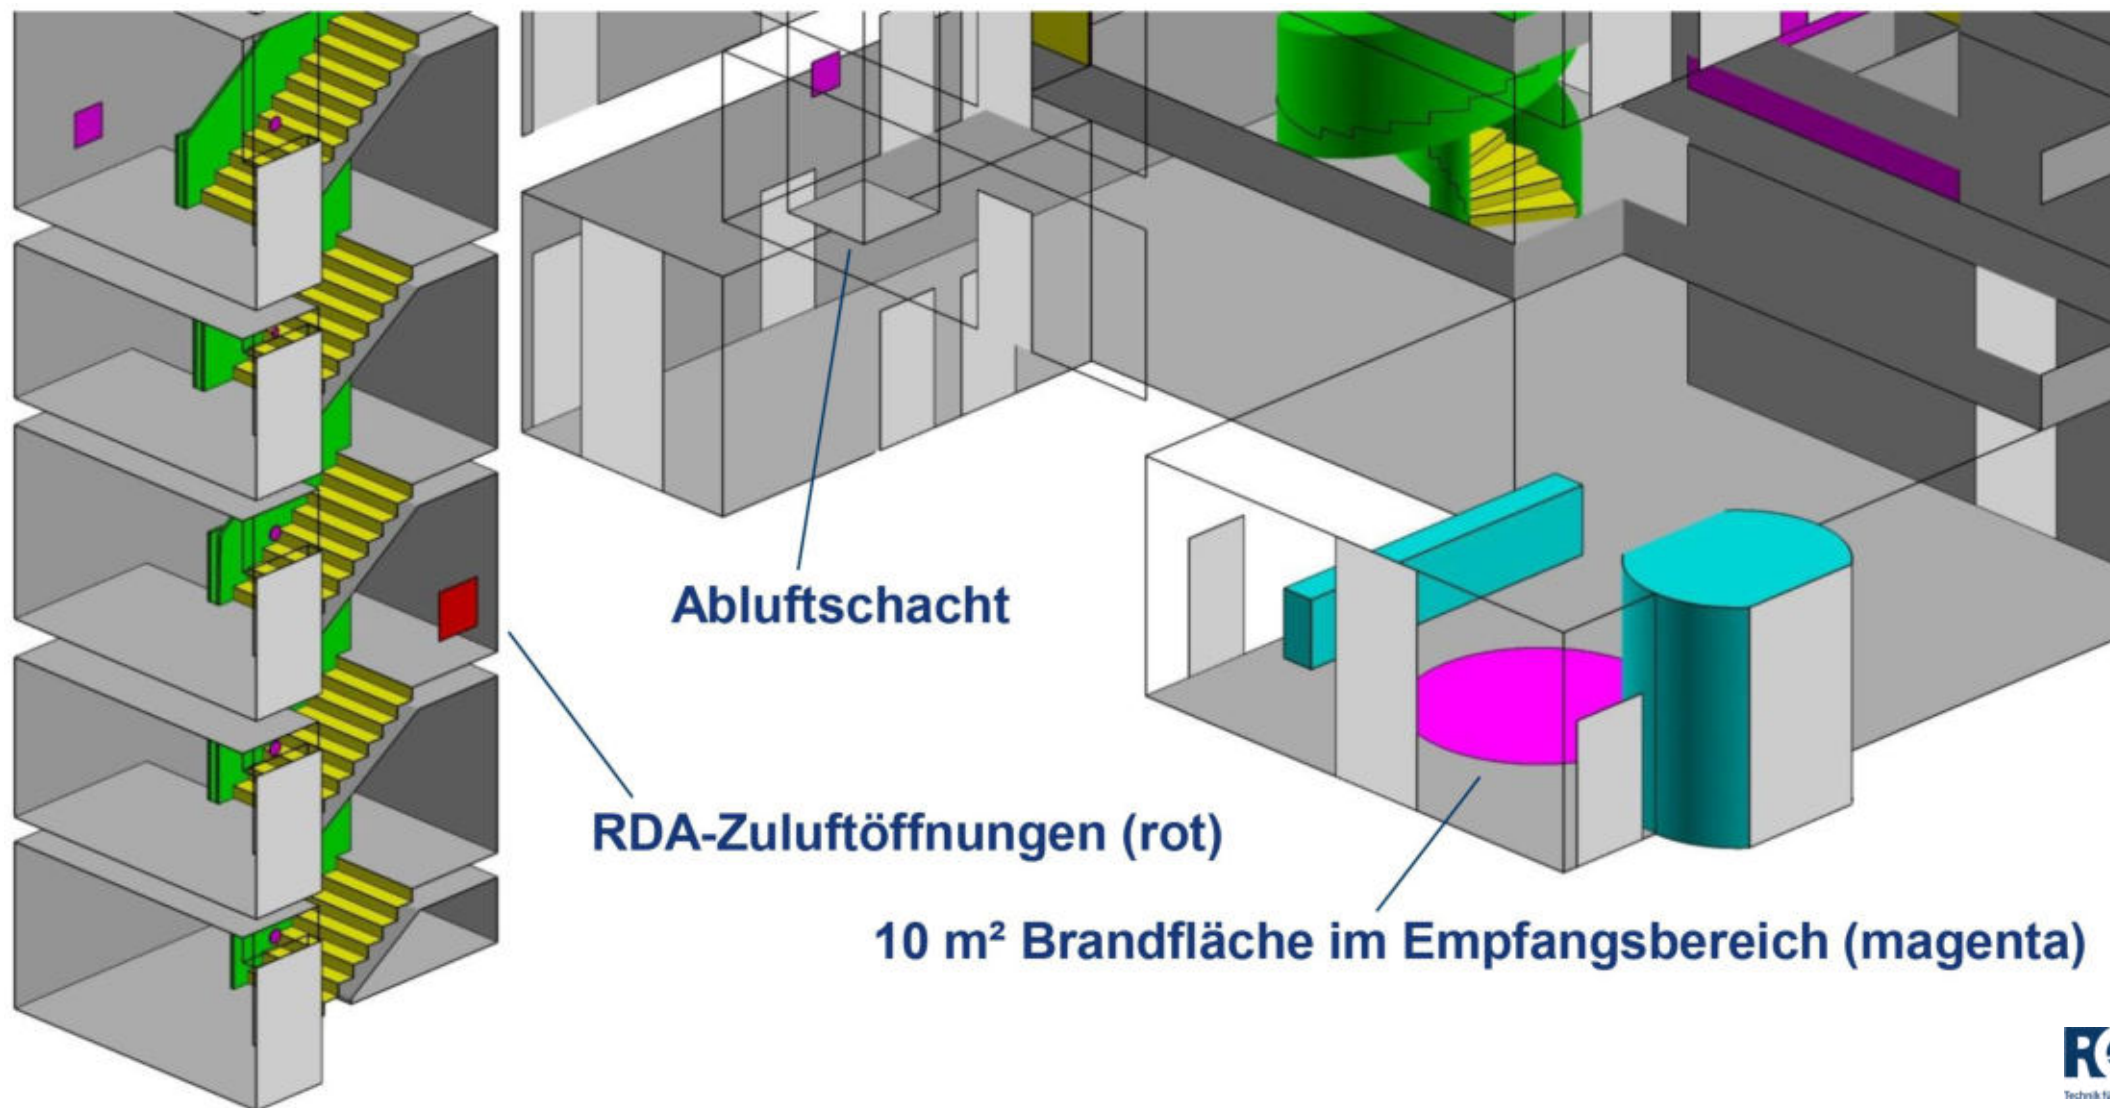 Abluftschacht
RDA-Zuluftöffnungen (rot)
10 m² Brandfläche im Empfangsbereich (magenta)